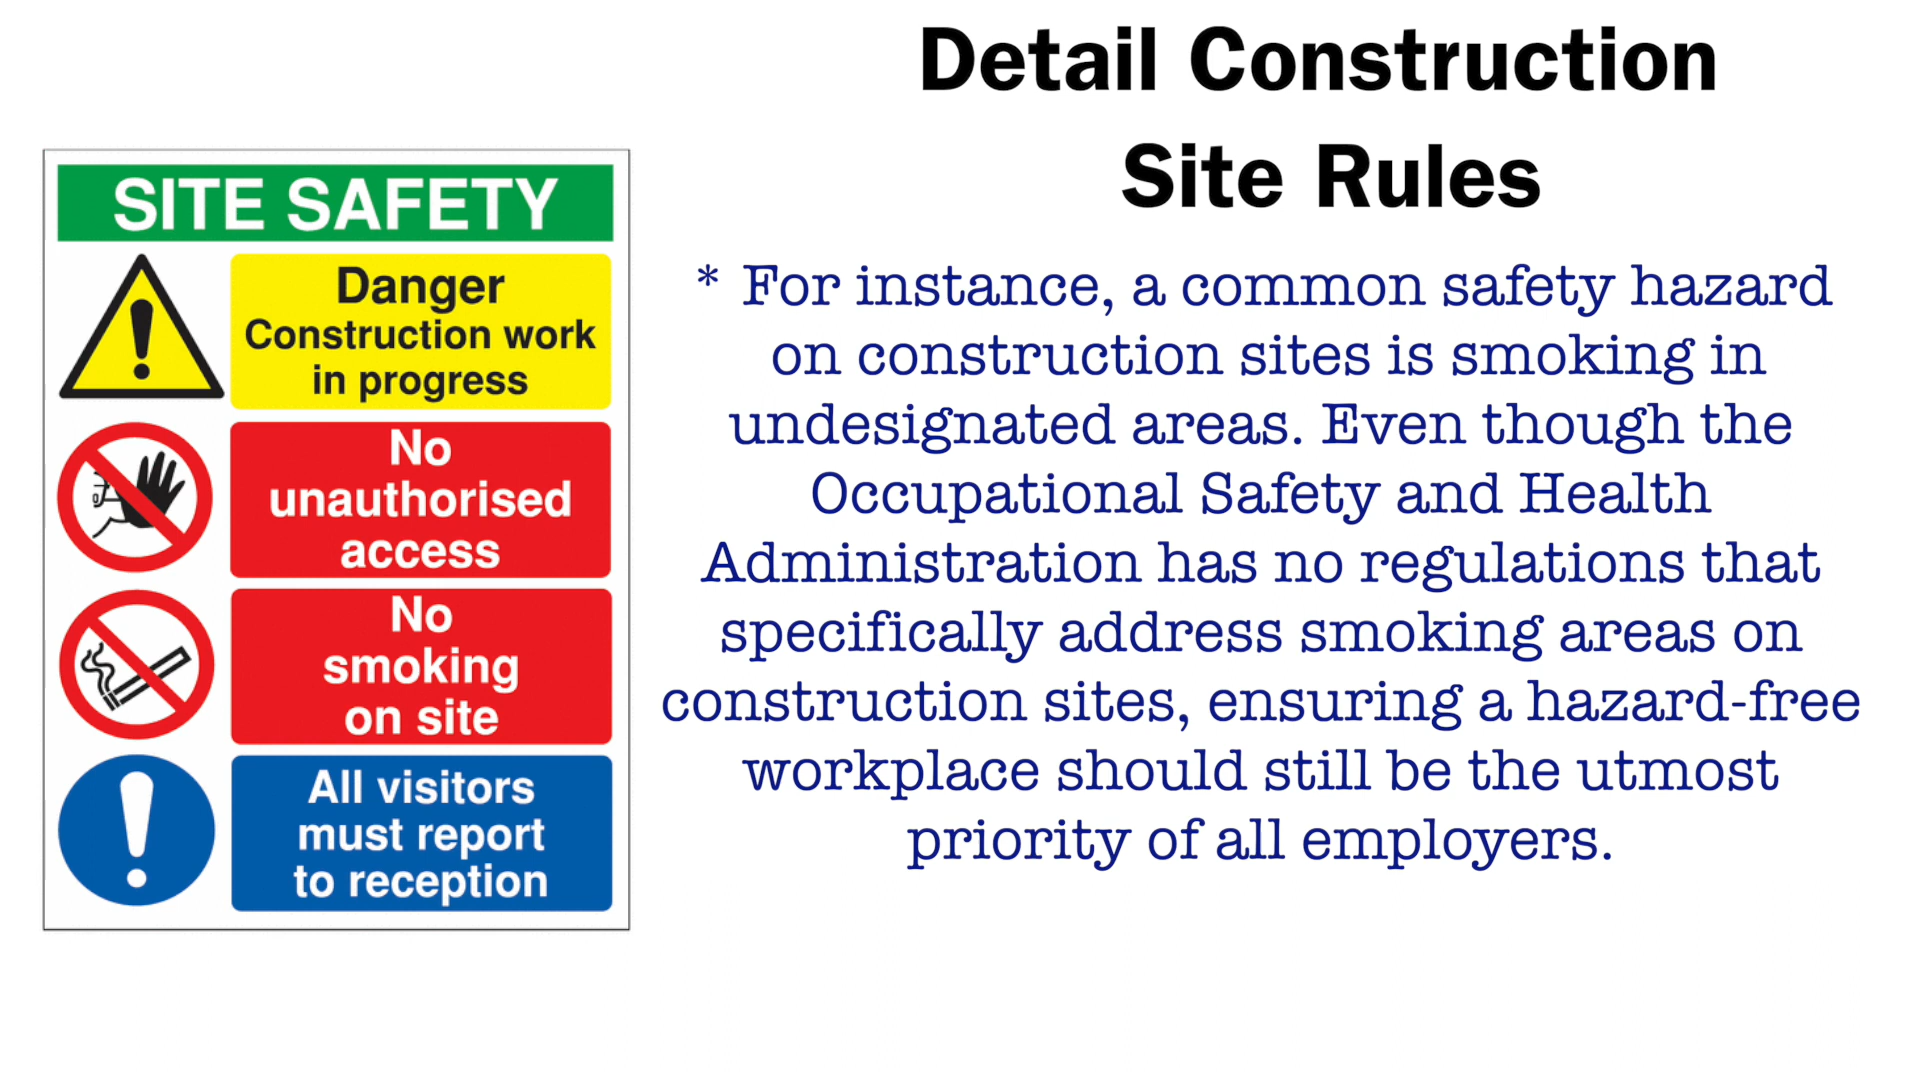 Detail Construction
Site Rules
SITE SAFETY
Danger
Construction work
in progress
No
unauthorised
access
No
smoking
on site
All visitors
must report
to reception
* For instance, a common safety hazard
on construction sites is smoking in
undesignated areas. Even though the
Occupational Safety and Health
Administration has no regulations that
specifically address smoking areas on
construction sites, ensuring a hazard-free
workplace should still be the utmost
priority of all employers.